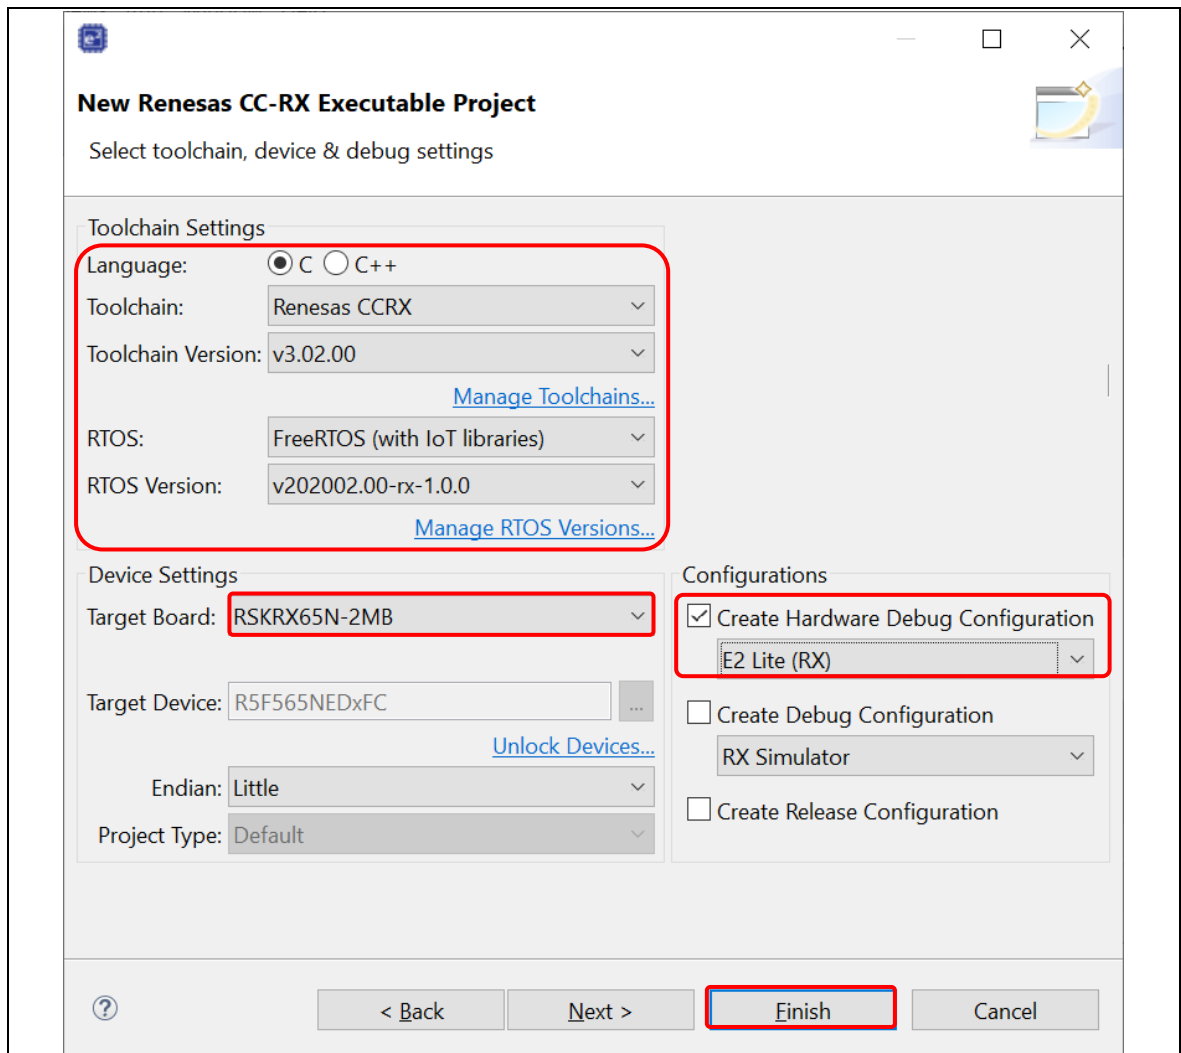 New Renesas CC-RX Executable Project
Select toolchain, device & debug settings
Toolchain Settings
Language: C C++
Toolchain: Renesas CCRX
Toolchain Version: v3.02.00
Manage Toolchains...
RTOS: FreeRTOS (with IoT libraries)
RTOS Version: v202002.00-rx-1.0.0
Manage RTOS Versions...
Device Settings
Target Board: RSKRX65N-2MB
Target Device: R5F565NEDxFC ...
Unlock Devices...
Endian: Little
Project Type: Default
Configurations
Create Hardware Debug Configuration
E2 Lite (RX)
Create Debug Configuration
RX Simulator
Create Release Configuration
? < Back Next > Finish Cancel